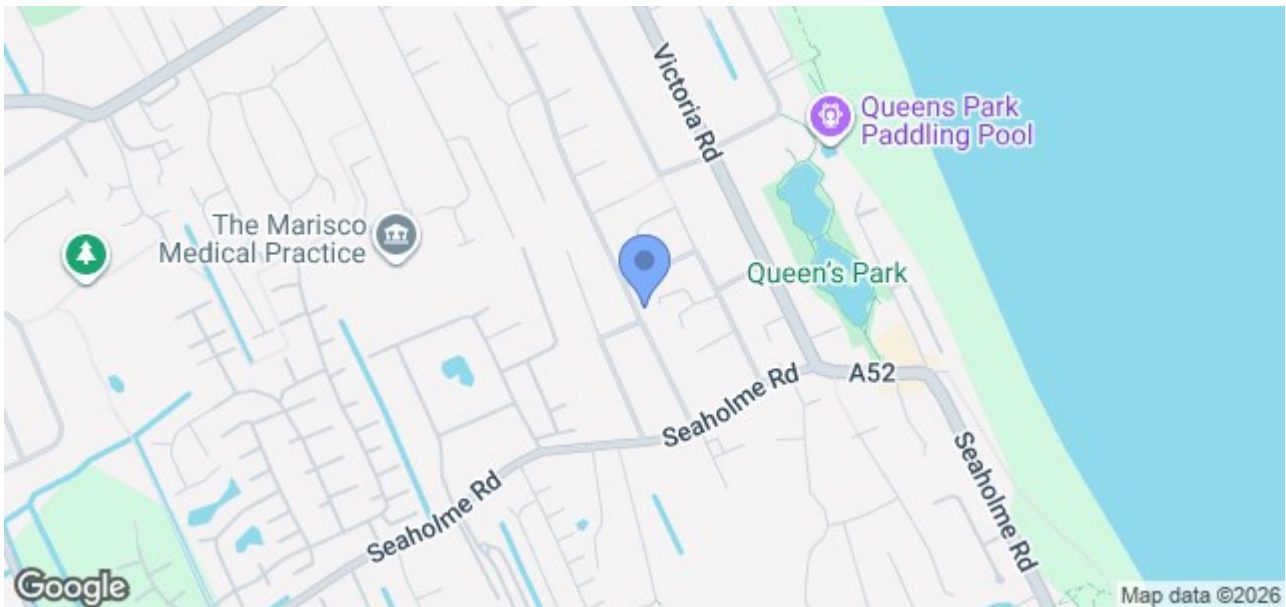 Victoria Rd
Queens Park
Paddling Pool
The Marisco
Medical Practice
Queen's Park
A52
Seaholme Rd
Seaholme Rd
Seaholme Rd
Google
Map data ©2026